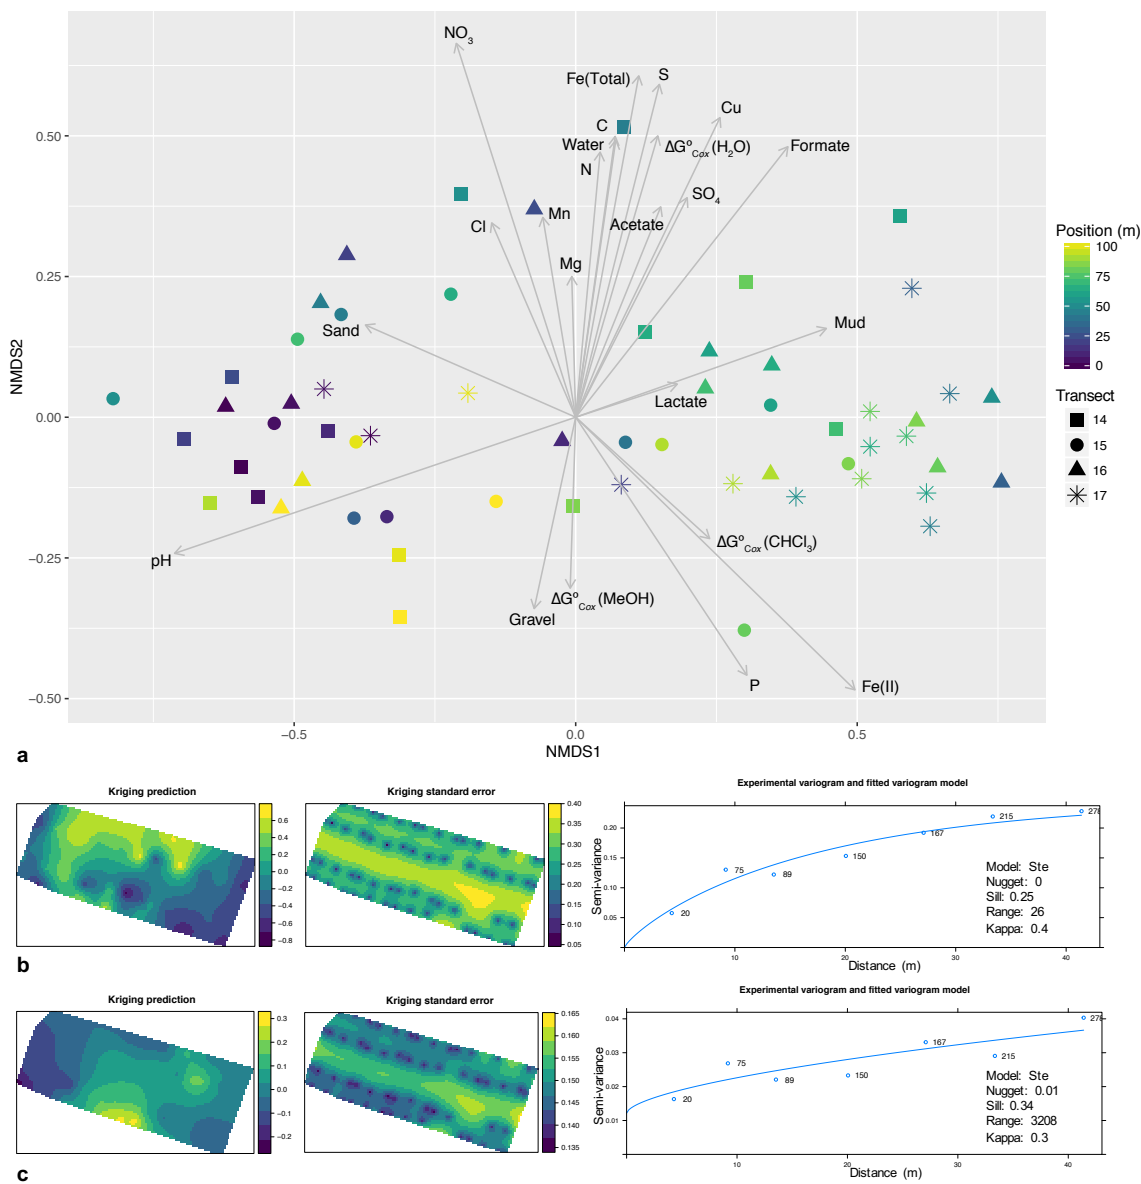 NO3
Fe(Total)
S
Cu
C
Water
ΔG°Cox(H2O)
Formate
N
SO4
Mn
Acetate
Cl
Mg
Sand
Mud
Lactate
pH
ΔG°Cox(CHCl3)
ΔG°Cox(MeOH)
Gravel
P
Fe(II)
0.50
0.25
0.00
−0.25
−0.50
NMDS2
−0.5
0.0
0.5
NMDS1
Position (m)
100
75
50
25
0
Transect
14
15
16
17
a
Kriging prediction
0.6
0.4
0.2
0.0
−0.2
−0.4
−0.6
−0.8
Kriging standard error
0.40
0.35
0.30
0.25
0.20
0.15
0.10
0.05
Experimental variogram and fitted variogram model
Semi-variance
0.20
0.15
0.10
0.05
20
75
89
150
167
215
278
Model: Ste
Nugget: 0
Sill: 0.25
Range: 26
Kappa: 0.4
10
20
30
40
Distance (m)
b
Kriging prediction
0.3
0.2
0.1
0.0
−0.1
−0.2
Kriging standard error
0.165
0.160
0.155
0.150
0.145
0.140
0.135
Experimental variogram and fitted variogram model
Semi-variance
0.04
0.03
0.02
0.01
20
75
89
150
167
215
278
Model: Ste
Nugget: 0.01
Sill: 0.34
Range: 3208
Kappa: 0.3
10
20
30
40
Distance (m)
c